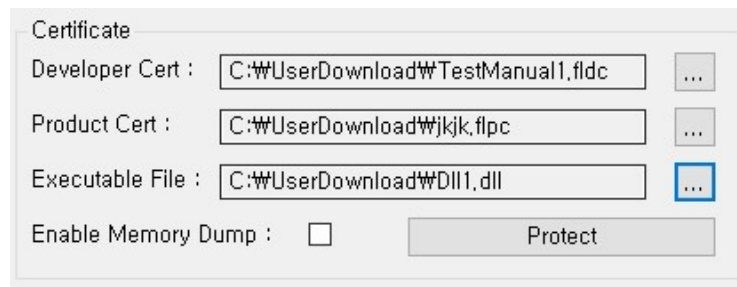 Certificate
Developer Cert : C:₩UserDownload₩TestManual1.fldc ...
Product Cert : C:₩UserDownload₩jkjk.flpc ...
Executable File : C:₩UserDownload₩Dll1.dll ...
Enable Memory Dump : Protect